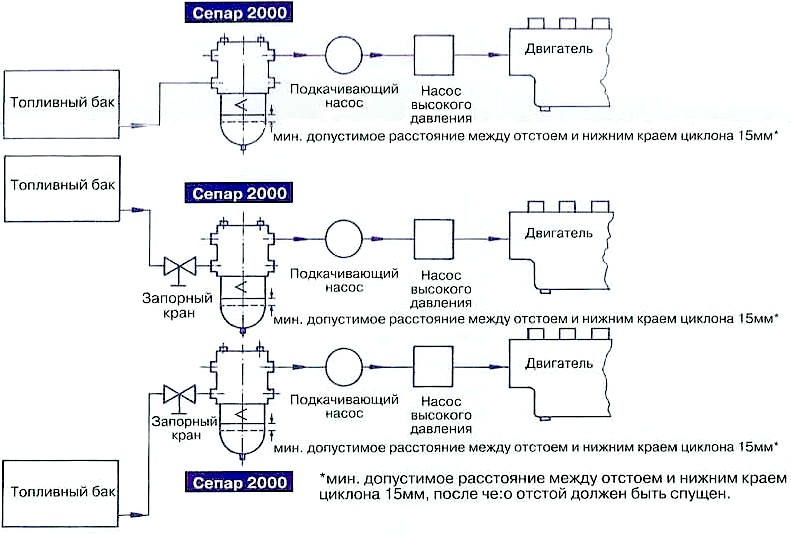 Сепар 2000
Двигатель
Топливный бак
Подкачивающий
насос
Насос
высокого
давления
мин. допустимое расстояние между отстоем и нижним краем циклона 15мм*
Топливный бак
Сепар 2000
Двигатель
Запорный
кран
Подкачивающий
насос
Насос
высокого
давления
мин. допустимое расстояние между отстоем и нижним краем циклона 15мм*
Двигатель
Запорный
кран
Подкачивающий
насос
Насос
высокого
давления
мин. допустимое расстояние между отстоем и нижним краем циклона 15мм*
Топливный бак
Сепар 2000
*мин. допустимое расстояние между отстоем и нижним краем
циклона 15мм, после че:о отстой должен быть спущен.